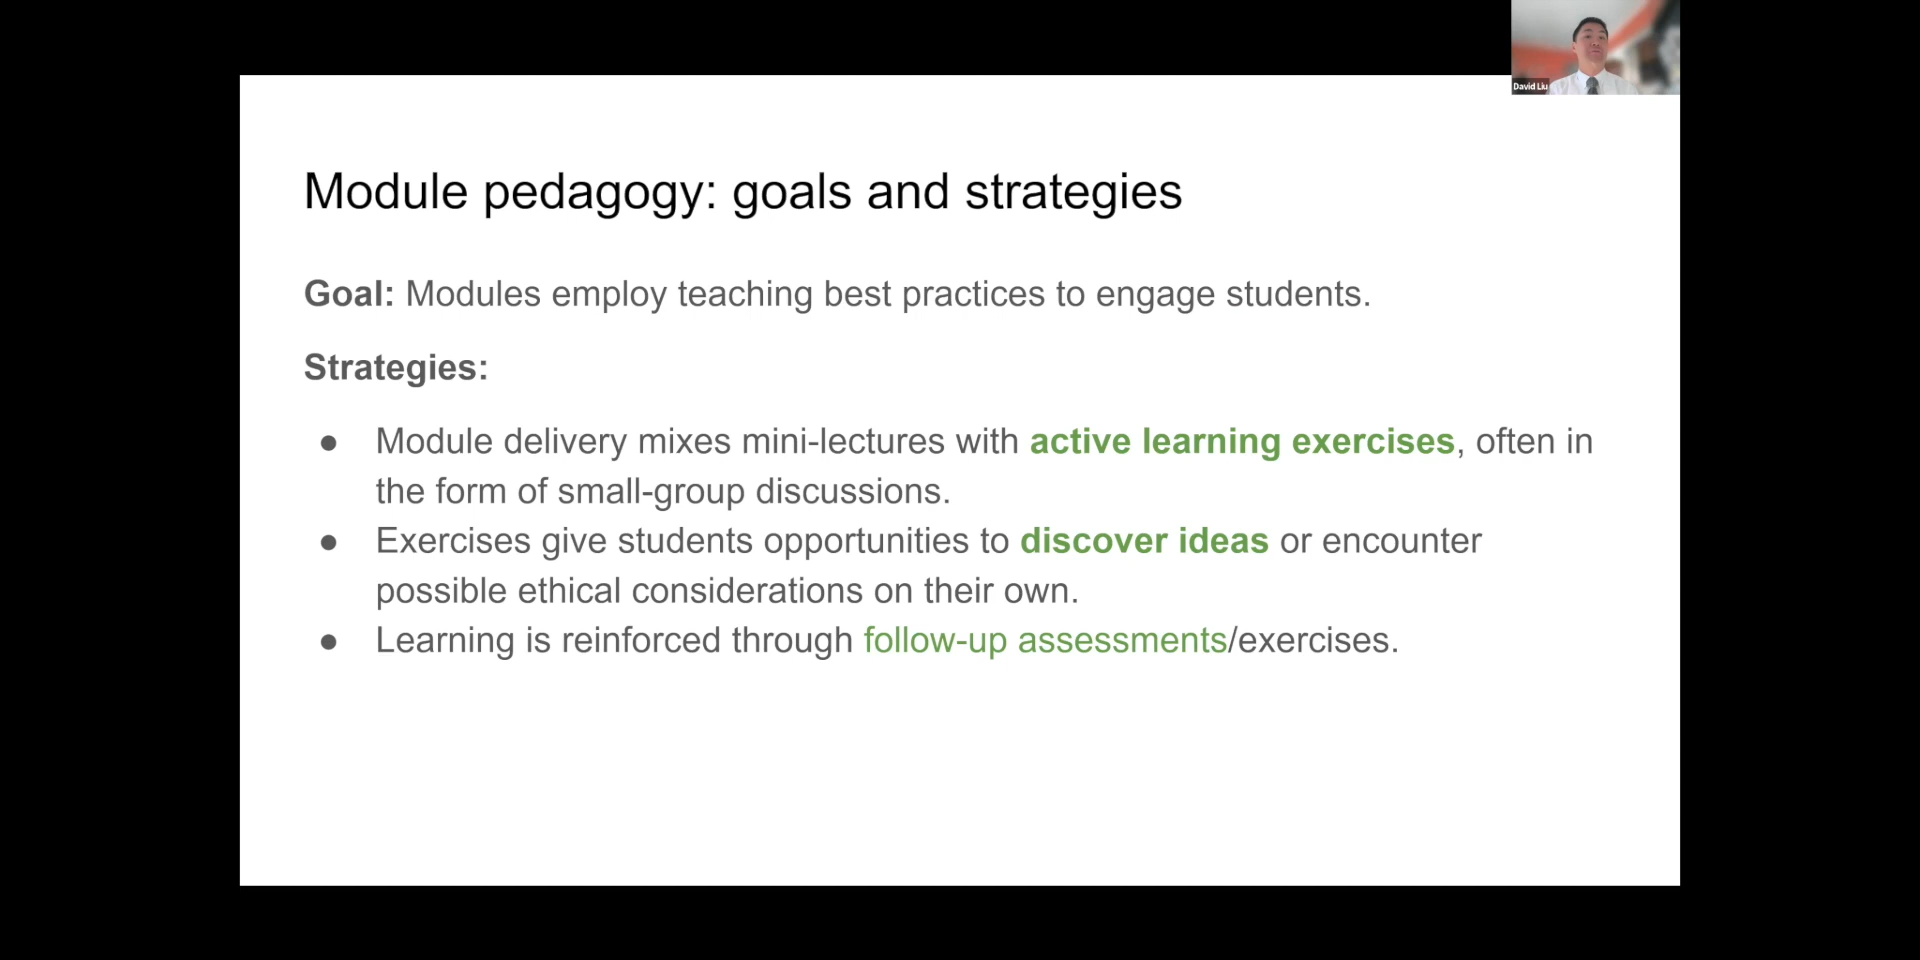 David Liu
Module pedagogy: goals and strategies
Goal: Modules employ teaching best practices to engage students.
Strategies:
● Module delivery mixes mini-lectures with active learning exercises, often in
the form of small-group discussions.
● Exercises give students opportunities to discover ideas or encounter
possible ethical considerations on their own.
● Learning is reinforced through follow-up assessments/exercises.